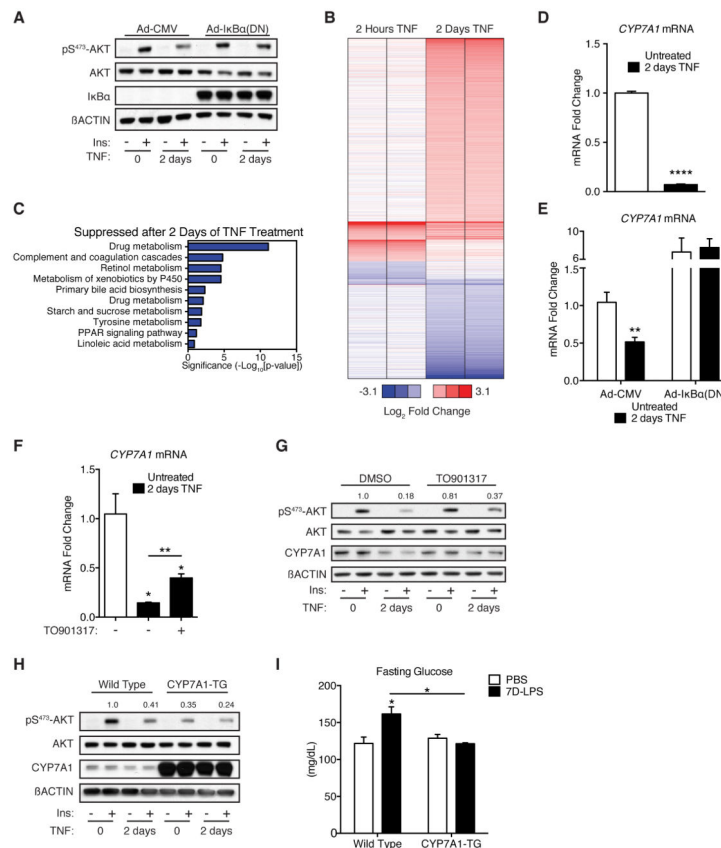 A
Ad-CMV Ad-IκBα(DN)
pS473-AKT
AKT
IκBα
ßACTIN
Ins: - + - + - + - +
TNF: 0 2 days 0 2 days
B
2 Hours TNF 2 Days TNF
-3.1 3.1
Log2 Fold Change
C
Suppressed after 2 Days of TNF Treatment
Drug metabolism
Complement and coagulation cascades
Retinol metabolism
Metabolism of xenobiotics by P450
Primary bile acid biosynthesis
Drug metabolism
Starch and sucrose metabolism
Tyrosine metabolism
PPAR signaling pathway
Linoleic acid metabolism
0 5 10 15
Significance (-Log10[p-value])
D
CYP7A1 mRNA
Untreated
2 days TNF
mRNA Fold Change
2.0
1.5
1.0
0.5
0.0
****
E
CYP7A1 mRNA
mRNA Fold Change
10
6
1.5
1.0
0.5
0.0
**
Ad-CMV Ad-IκBα(DN)
Untreated
2 days TNF
F
CYP7A1 mRNA
Untreated
2 days TNF
mRNA Fold Change
1.5
1.0
0.5
0.0
**
* *
TO901317: - - +
G
DMSO TO901317
1.0 0.18 0.81 0.37
pS473-AKT
AKT
CYP7A1
ßACTIN
Ins: - + - + - + - +
TNF: 0 2 days 0 2 days
H
Wild Type CYP7A1-TG
1.0 0.41 0.35 0.24
pS473-AKT
AKT
CYP7A1
ßACTIN
Ins: - + - + - + - +
TNF: 0 2 days 0 2 days
I
Fasting Glucose
PBS
7D-LPS
(mg/dL)
200
150
100
50
0
*
*
Wild Type CYP7A1-TG